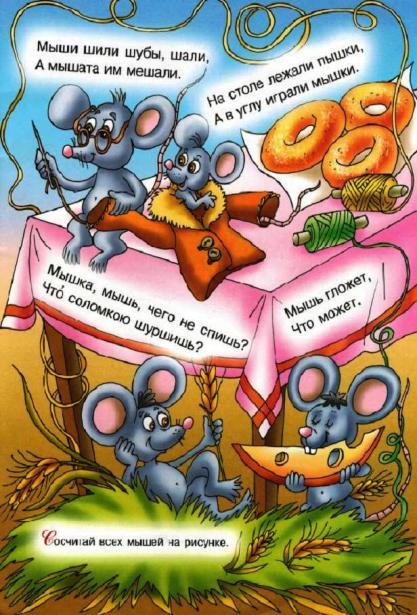 Мыши шили шубы, шали,
А мышата им мешали.
На столе лежали пышки,
А в углу играли мышки.
Мышка, мышь, чего не спишь?
Что́ соломкою шуршишь?
Мышь гложет,
Что может.
Сосчитай всех мышей на рисунке.